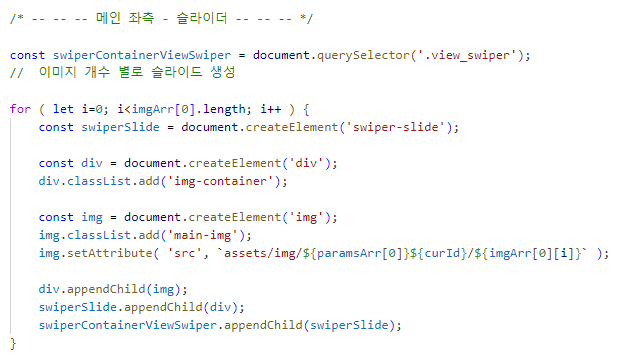 /* -- -- -- 메인 좌측 - 슬라이더 -- -- -- */
const swiperContainerViewSwiper = document.querySelector('.view_swiper');
// 이미지 개수 별로 슬라이드 생성
for ( let i=0; i<imgArr[0].length; i++ ) {
const swiperSlide = document.createElement('swiper-slide');
const div = document.createElement('div');
div.classList.add('img-container');
const img = document.createElement('img');
img.classList.add('main-img');
img.setAttribute( 'src', `assets/img/${paramsArr[0]}${curId}/${imgArr[0][i]}` );
div.appendChild(img);
swiperSlide.appendChild(div);
swiperContainerViewSwiper.appendChild(swiperSlide);
}